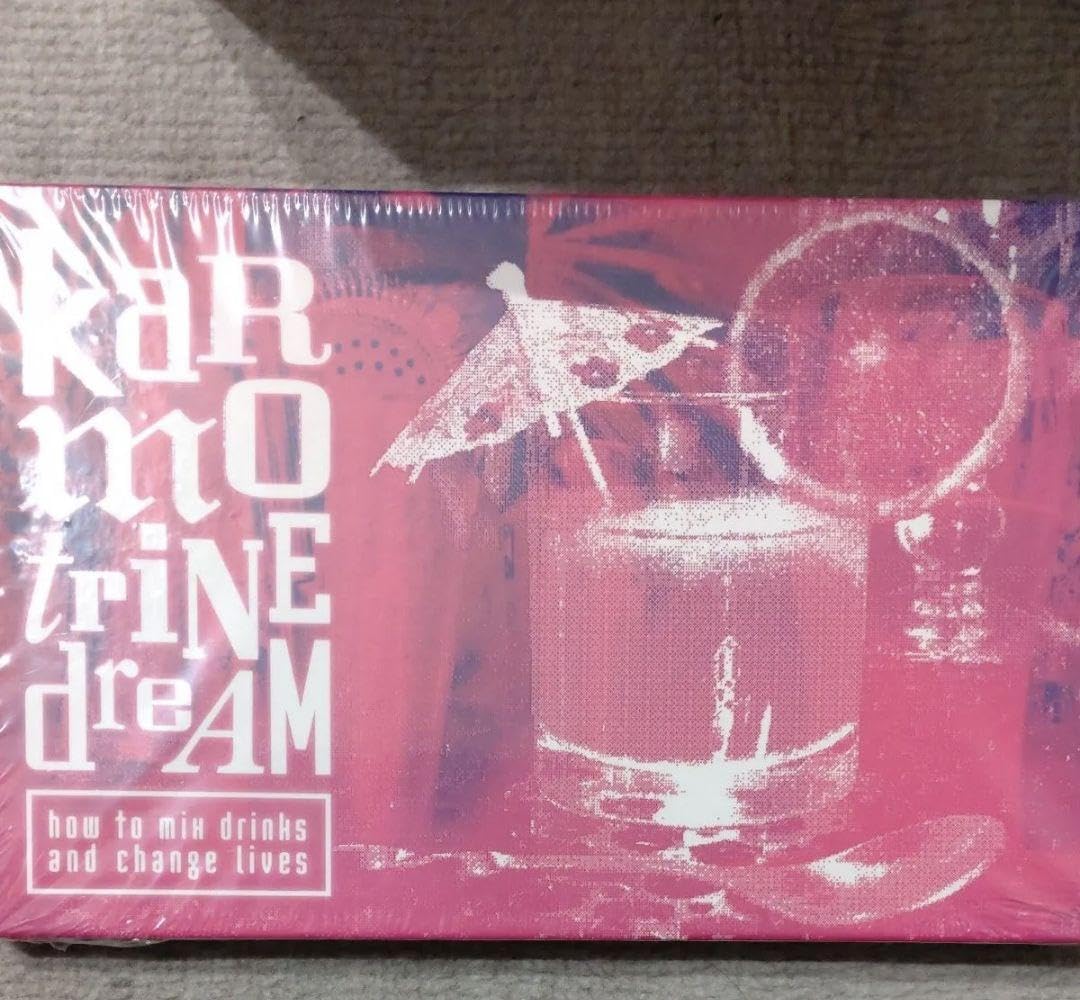 kaR
mO
triNE
dreAM
how to mix drinks
and change lives